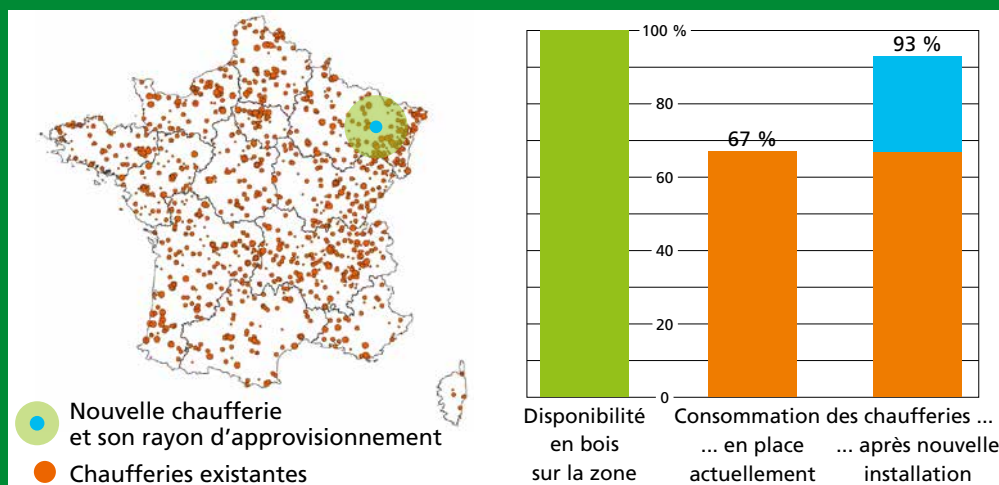 Nouvelle chaufferie
et son rayon d’approvisionnement
Chaufferies existantes
100 %
80
60
40
20
0
67 %
93 %
Disponibilité
en bois
sur la zone
Consommation des chaufferies ...
... en place
actuellement
... après nouvelle
installation